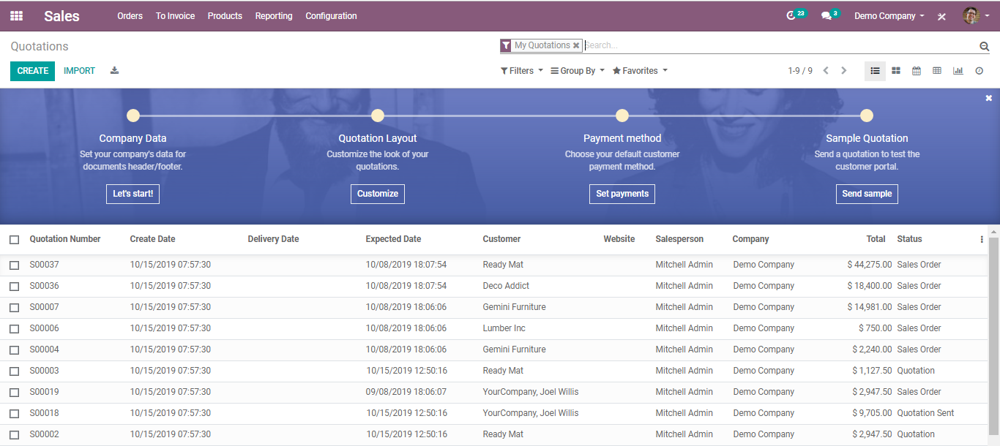 Sales Orders To Invoice Products Reporting Configuration 23 3 Demo Company
Quotations My Quotations Search...
CREATE IMPORT Filters Group By Favorites 1-9 / 9
Company Data Quotation Layout Payment method Sample Quotation
Set your company's data for Customize the look of your Choose your default customer Send a quotation to test the
documents header/footer. quotations. payment method. customer portal.
Let's start! Customize Set payments Send sample
Quotation Number Create Date Delivery Date Expected Date Customer Website Salesperson Company Total Status
S00037 10/15/2019 07:57:30 10/08/2019 18:07:54 Ready Mat Mitchell Admin Demo Company $ 44,275.00 Sales Order
S00036 10/15/2019 07:57:30 10/08/2019 18:07:54 Deco Addict Mitchell Admin Demo Company $ 18,400.00 Sales Order
S00007 10/15/2019 07:57:30 10/08/2019 18:06:06 Gemini Furniture Mitchell Admin Demo Company $ 14,981.00 Sales Order
S00006 10/15/2019 07:57:30 10/08/2019 18:06:06 Lumber Inc Mitchell Admin Demo Company $ 750.00 Sales Order
S00004 10/15/2019 07:57:30 10/08/2019 18:06:06 Gemini Furniture Mitchell Admin Demo Company $ 2,240.00 Sales Order
S00003 10/15/2019 07:57:30 10/15/2019 12:50:16 Ready Mat Mitchell Admin Demo Company $ 1,127.50 Quotation
S00019 10/15/2019 07:57:30 09/08/2019 18:06:07 YourCompany, Joel Willis Mitchell Admin Demo Company $ 2,947.50 Sales Order
S00018 10/15/2019 07:57:30 10/15/2019 12:50:16 YourCompany, Joel Willis Mitchell Admin Demo Company $ 9,705.00 Quotation Sent
S00002 10/15/2019 07:57:30 10/15/2019 12:50:16 Ready Mat Mitchell Admin Demo Company $ 2,947.50 Quotation